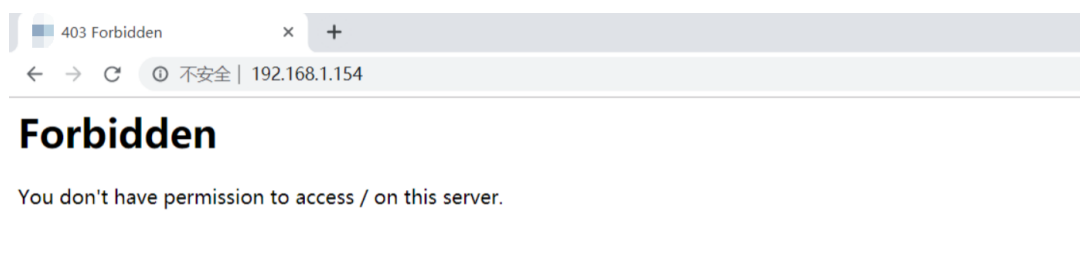 403 Forbidden
不安全 | 192.168.1.154
Forbidden
You don't have permission to access / on this server.